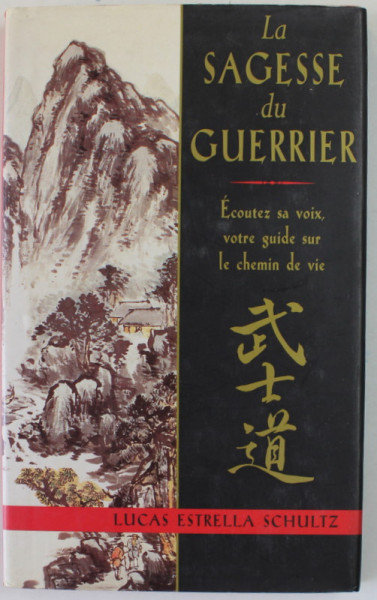 La
SAGESSE
du
GUERRIER
Écoutez sa voix,
votre guide sur
le chemin de vie
武士道
LUCAS ESTRELLA SCHULTZ